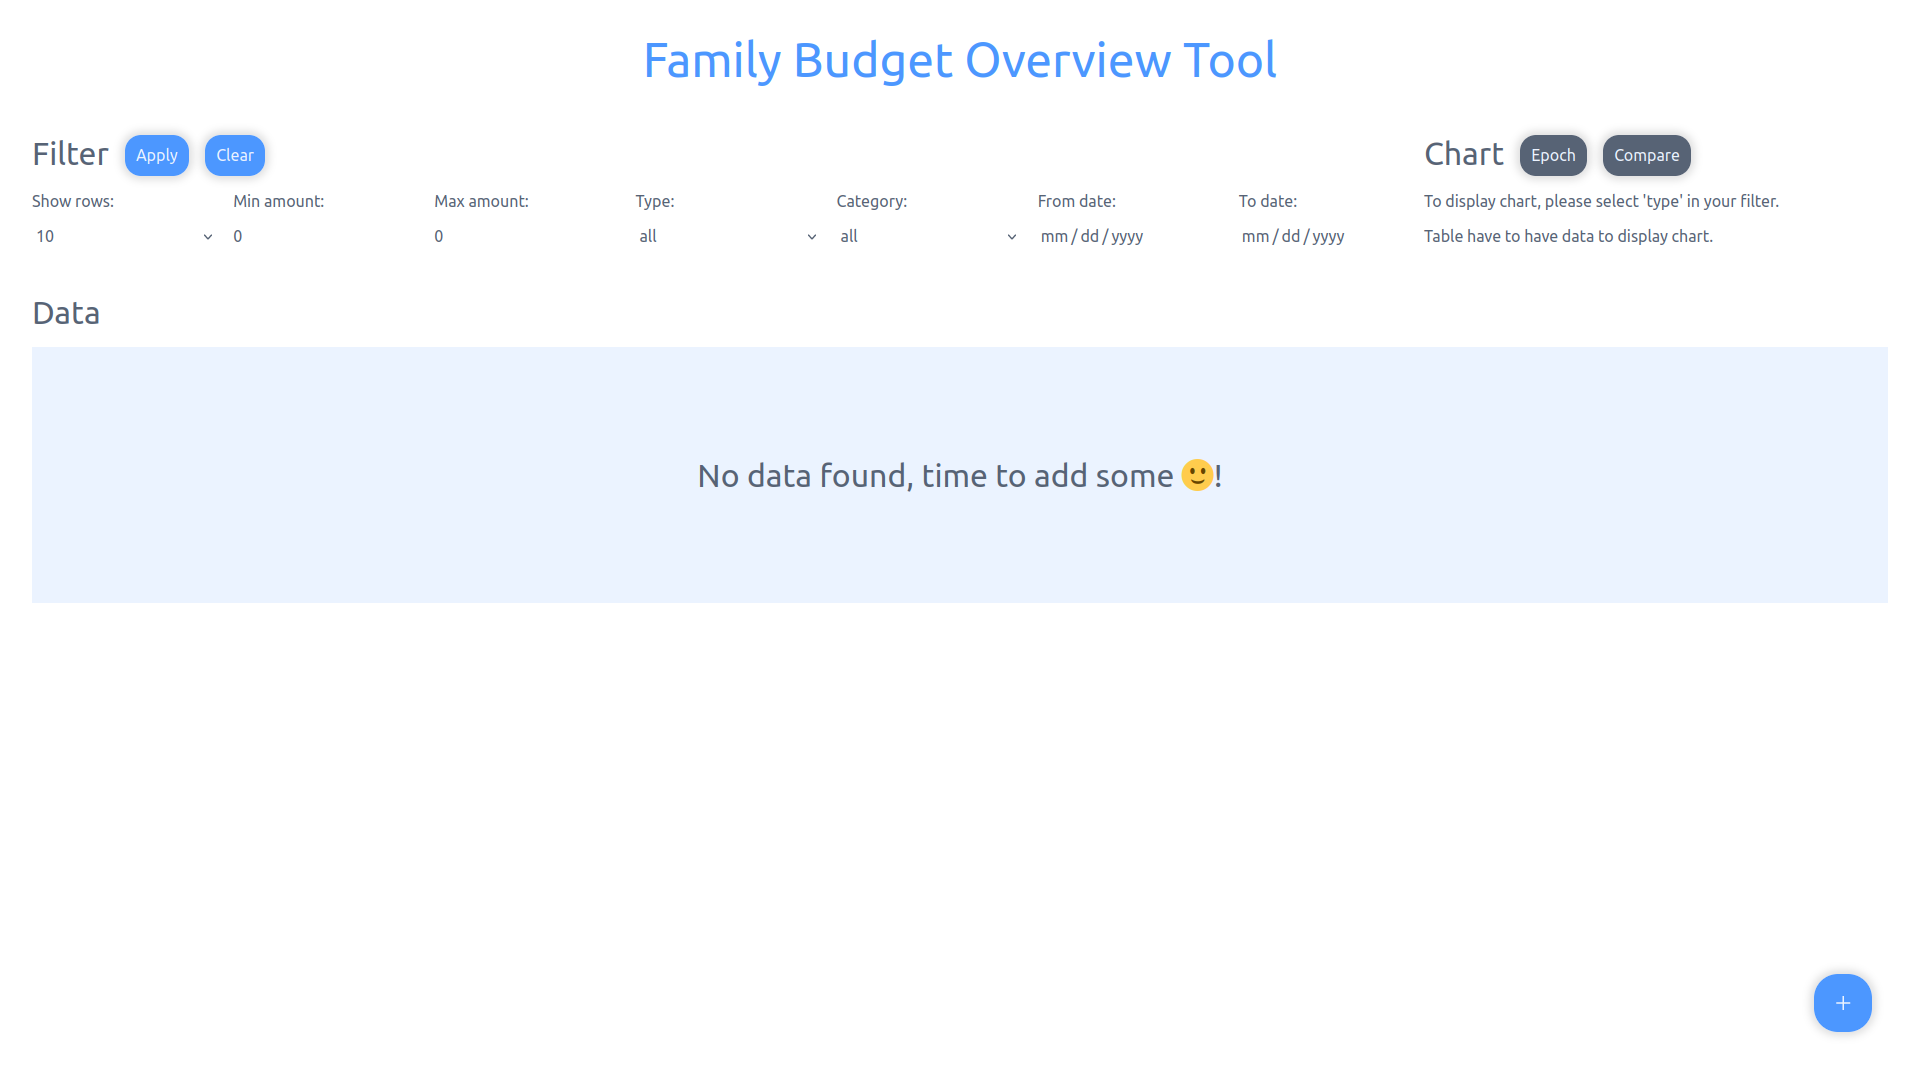 Family Budget Overview Tool
Filter Apply Clear
Show rows: Min amount: Max amount: Type: Category: From date: To date:
10 0 0 all all mm / dd / yyyy mm / dd / yyyy
Chart Epoch Compare
To display chart, please select 'type' in your filter.
Table have to have data to display chart.
Data
No data found, time to add some 🙂!
+